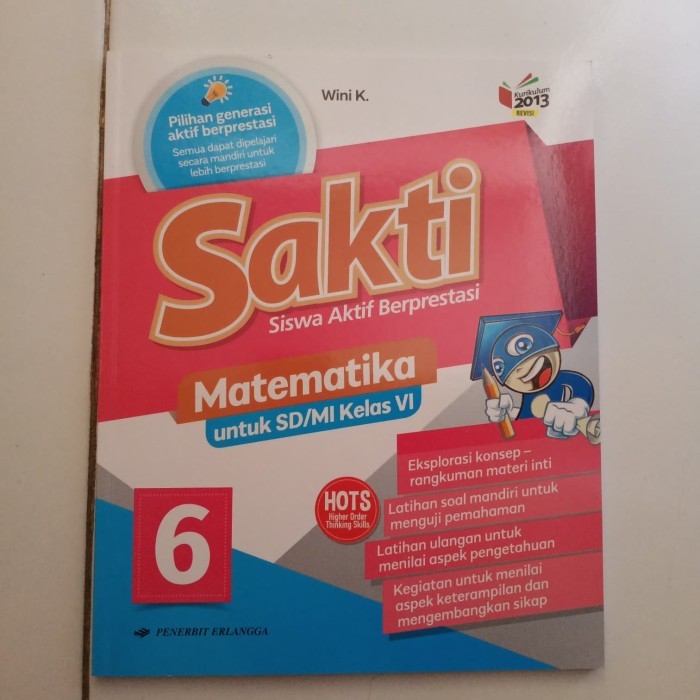 Pilihan generasi
aktif berprestasi
Semua dapat dipelajari
secara mandiri untuk
lebih berprestasi
Wini K.
Kurikulum
2013
REVISI
Sakti
Siswa Aktif Berprestasi
Matematika
untuk SD/MI Kelas VI
Eksplorasi konsep –
rangkuman materi inti
HOTS
Higher Order
Thinking Skills
Latihan soal mandiri untuk
menguji pemahaman
Latihan ulangan untuk
menilai aspek pengetahuan
Kegiatan untuk menilai
aspek keterampilan dan
mengembangkan sikap
6
PENERBIT ERLANGGA